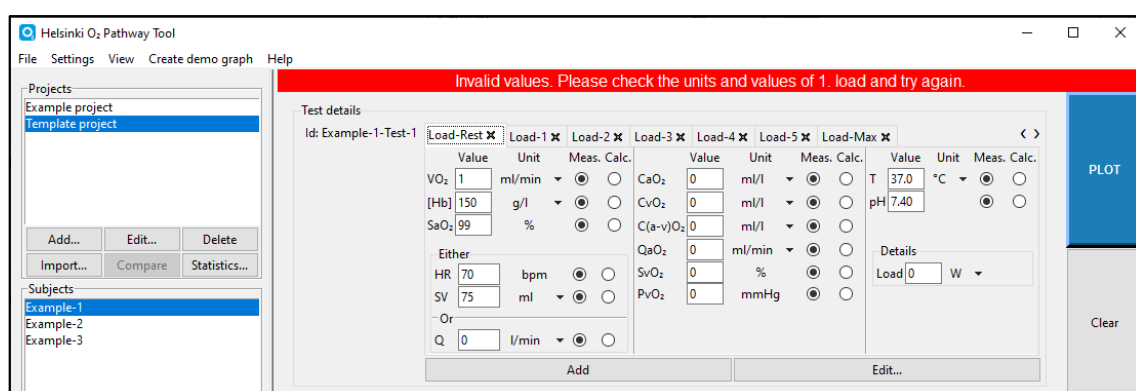 Helsinki O₂ Pathway Tool
File Settings View Create demo graph Help
Invalid values. Please check the units and values of 1. load and try again.
Projects
Example project
Template project
Add... Edit... Delete
Import... Compare Statistics...
Subjects
Example-1
Example-2
Example-3
Test details
Id: Example-1-Test-1
Load-Rest ✖ Load-1 ✖ Load-2 ✖ Load-3 ✖ Load-4 ✖ Load-5 ✖ Load-Max ✖
Value Unit Meas. Calc.
VO₂ 1 ml/min
[Hb] 150 g/l
SaO₂ 99 %
Either
HR 70 bpm
SV 75 ml
Or
Q 0 l/min
Value Unit Meas. Calc.
CaO₂ 0 ml/l
CvO₂ 0 ml/l
C(a-v)O₂ 0 ml/l
QaO₂ 0 ml/min
SvO₂ 0 %
PvO₂ 0 mmHg
Value Unit Meas. Calc.
T 37.0 °C
pH 7.40
Details
Load 0 W
Add Edit...
PLOT
Clear